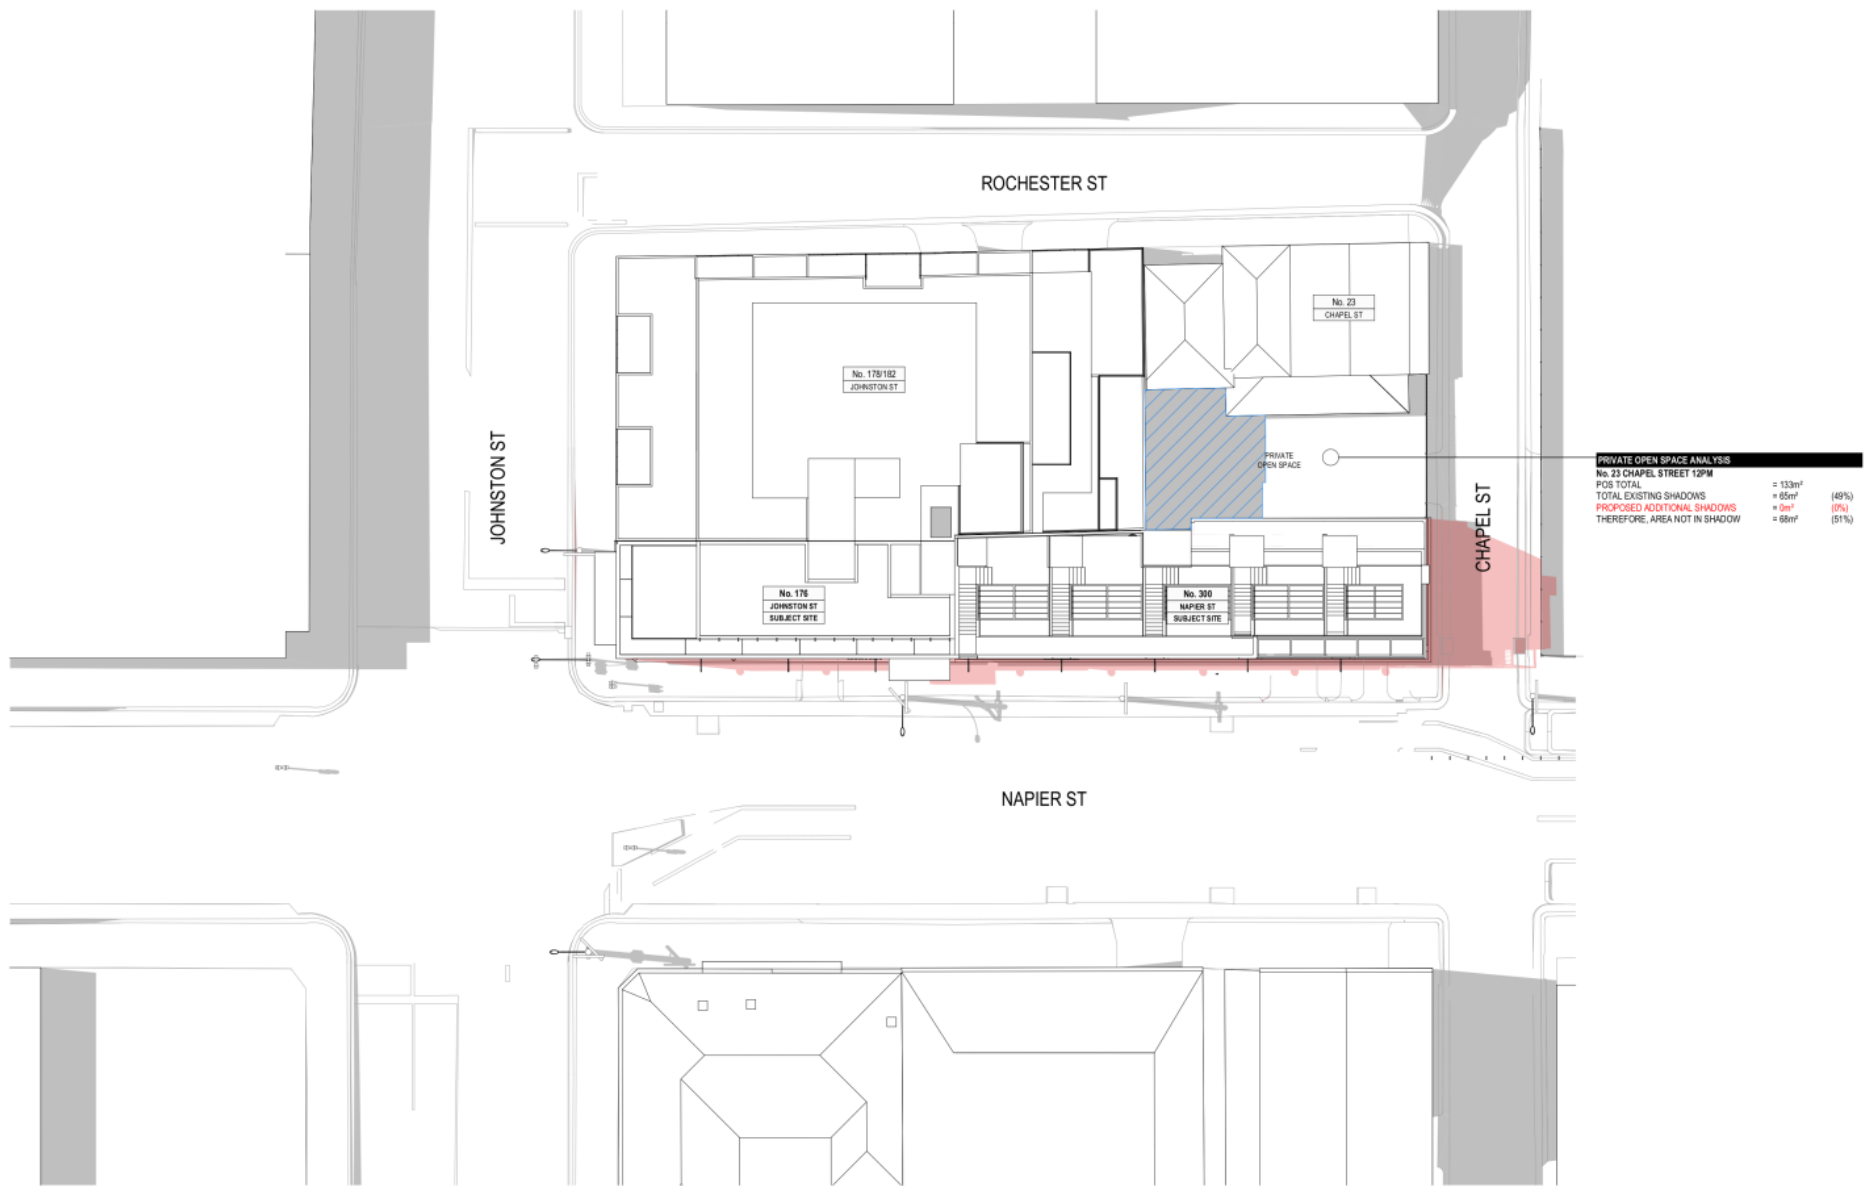 ROCHESTER ST
No. 23
CHAPEL ST
No. 178/182
JOHNSTON ST
JOHNSTON ST
PRIVATE
OPEN SPACE
CHAPEL ST
PRIVATE OPEN SPACE ANALYSIS
No. 23 CHAPEL STREET 12PM
POS TOTAL = 133m²
TOTAL EXISTING SHADOWS = 65m² (49%)
PROPOSED ADDITIONAL SHADOWS = 0m² (0%)
THEREFORE, AREA NOT IN SHADOW = 68m² (51%)
No. 176
JOHNSTON ST
SUBJECT SITE
No. 300
NAPIER ST
SUBJECT SITE
NAPIER ST